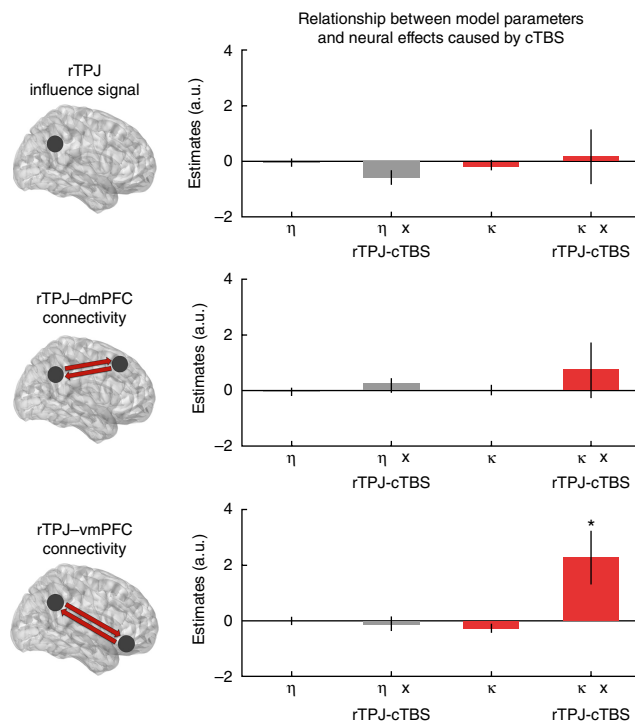 Relationship between model parameters
and neural effects caused by cTBS
rTPJ
influence signal
Estimates (a.u.)
4
2
0
−2
η
η x
κ
κ x
rTPJ-cTBS
rTPJ-cTBS
rTPJ–dmPFC
connectivity
Estimates (a.u.)
4
2
0
−2
η
η x
κ
κ x
rTPJ-cTBS
rTPJ-cTBS
rTPJ–vmPFC
connectivity
Estimates (a.u.)
4
2
0
−2
*
η
η x
κ
κ x
rTPJ-cTBS
rTPJ-cTBS